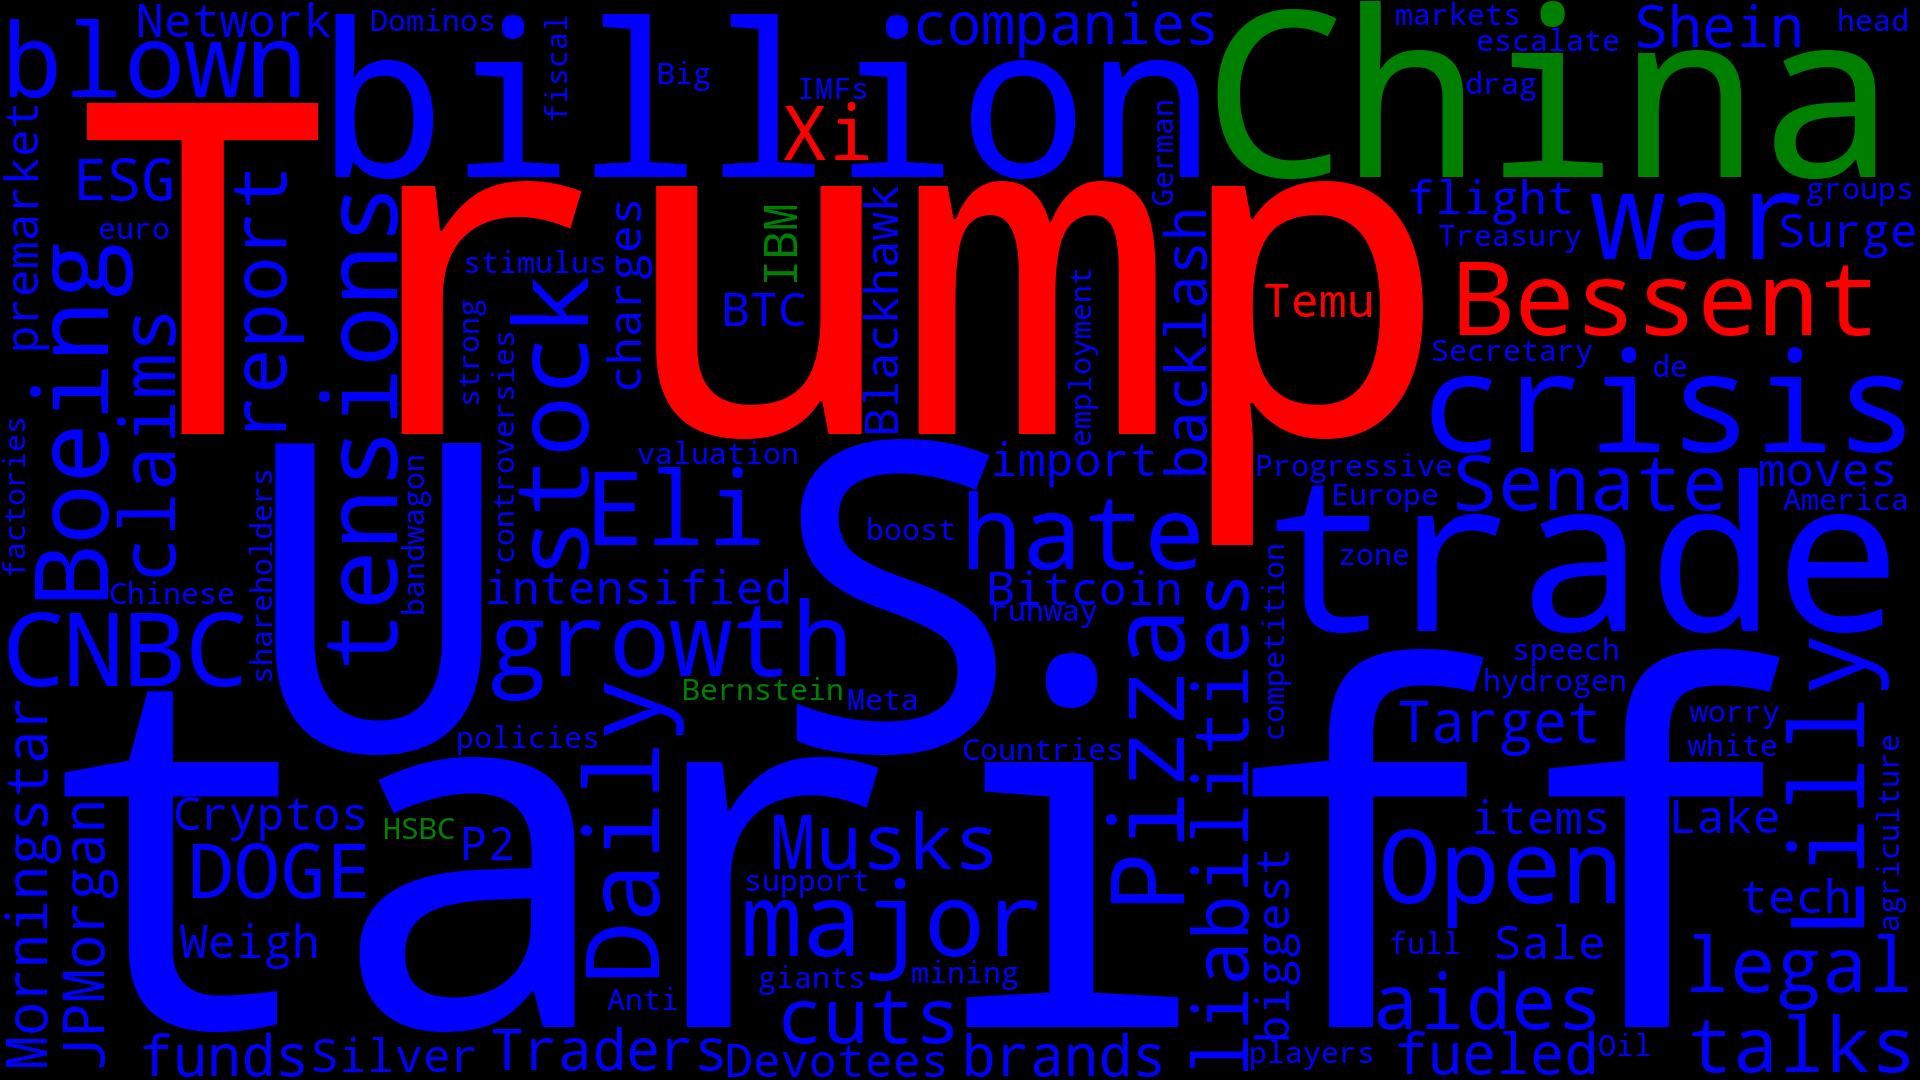 Network
Dominos
fiscal
companies
China
markets
escalate
Shein
head
blown
billion
Big
IMFs
drag
Xi
German
premarket
ESG
euro
Trump
report
tensions
stimulus
charges
IBM
BTC
Blackhawk
employment
backlash
flight
Treasury
war
groups
Surge
Temu
Bessent
Boeing
claims
strong
controversies
stock
Secretary
de
crisis
factories
shareholders
bandwagon
valuation
Eli
import
Progressive
Europe
Senate
moves
America
U.S.
boost
hate
trade
zone
Chinese
intensified
Bitcoin
runway
competition
CNBC
growth
Pizza
liabilities
speech
hydrogen
Bernstein
Meta
Morningstar
policies
Daily
Countries
Target
worry
white
Lilly
agriculture
tariff
JPMorgan
Cryptos
HSBC
P2
DOGE
Musks
support
items
Lake
Open
tech
Weigh
major
giants
mining
biggest
full
Sale
legal
Anti
cuts
aides
funds
Silver
Traders
Devotees
brands
players
fueled
Oil
talks